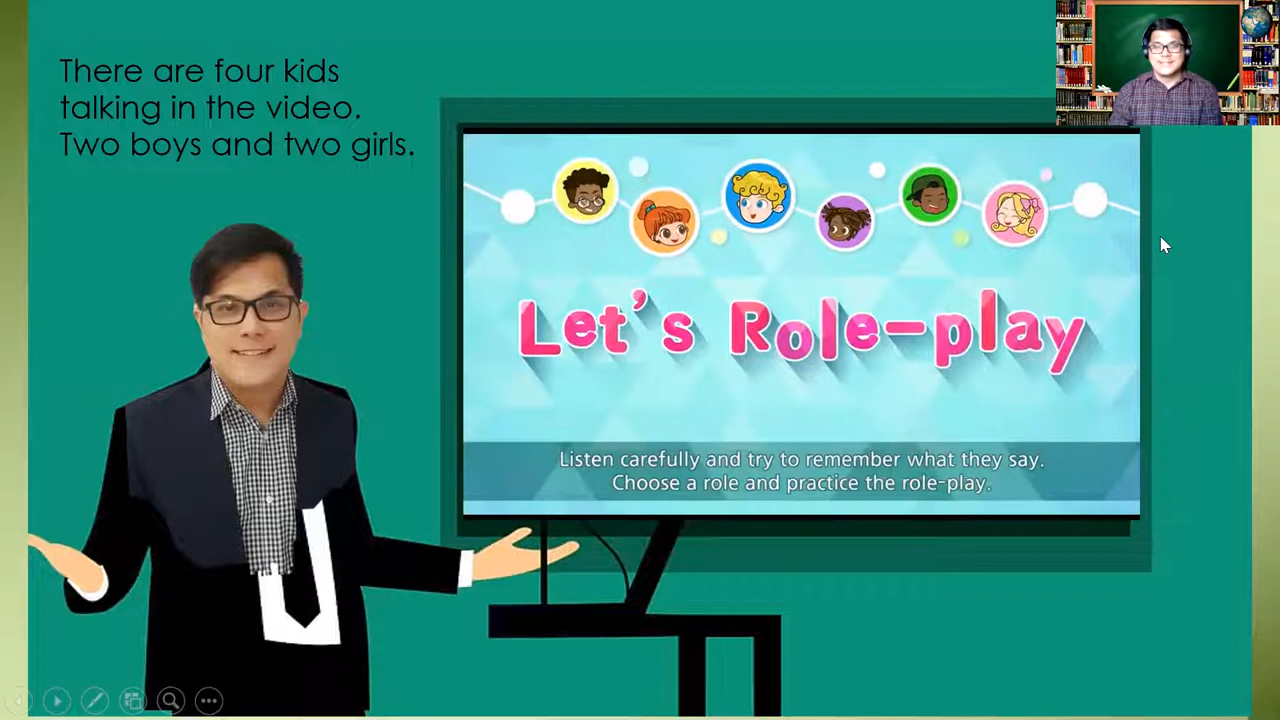 There are four kids
talking in the video.
Two boys and two girls.
Let's Role-play
Listen carefully and try to remember what they say.
Choose a role and practice the role-play.